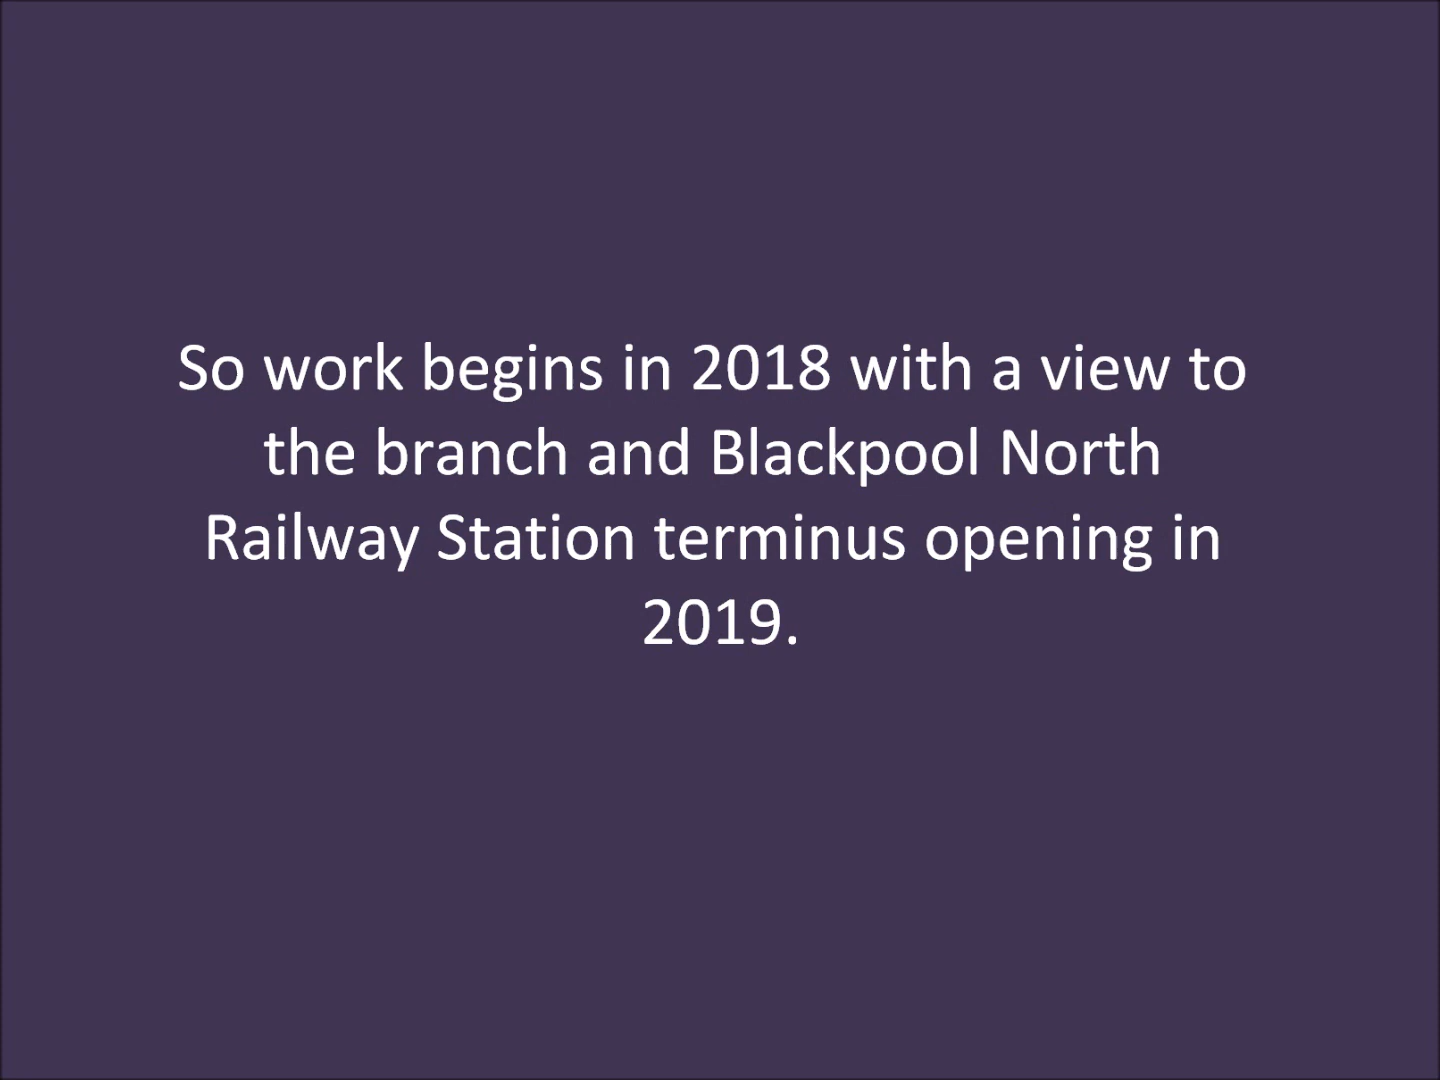 So work begins in 2018 with a view to
the branch and Blackpool North
Railway Station terminus opening in
2019.